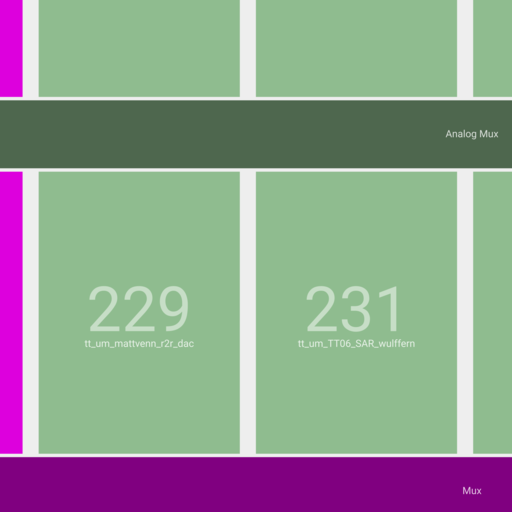 Analog Mux
229
231
tt_um_mattvenn_r2r_dac
tt_um_TT06_SAR_wulffern
Mux